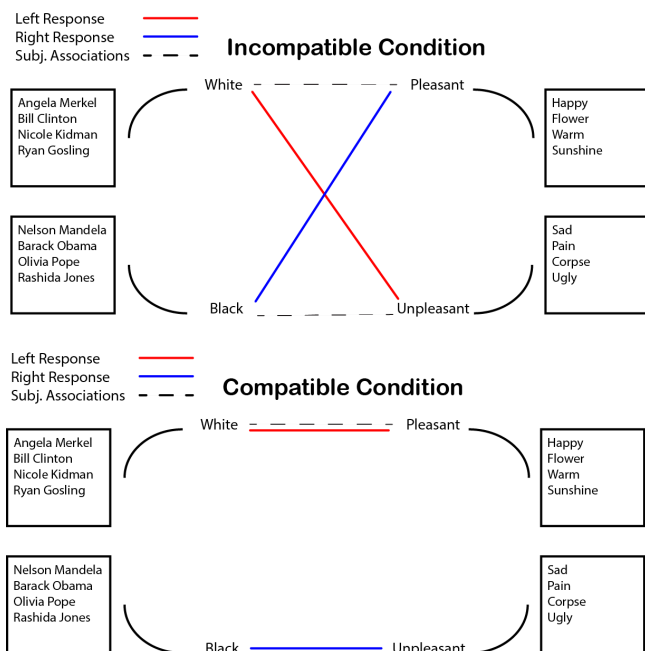 Left Response
Right Response
Subj. Associations
Incompatible Condition
White
Pleasant
Angela Merkel
Bill Clinton
Nicole Kidman
Ryan Gosling
Happy
Flower
Warm
Sunshine
Nelson Mandela
Barack Obama
Olivia Pope
Rashida Jones
Sad
Pain
Corpse
Ugly
Black
Unpleasant
Left Response
Right Response
Subj. Associations
Compatible Condition
White
Pleasant
Angela Merkel
Bill Clinton
Nicole Kidman
Ryan Gosling
Happy
Flower
Warm
Sunshine
Nelson Mandela
Barack Obama
Olivia Pope
Rashida Jones
Sad
Pain
Corpse
Ugly
Black
Unpleasant